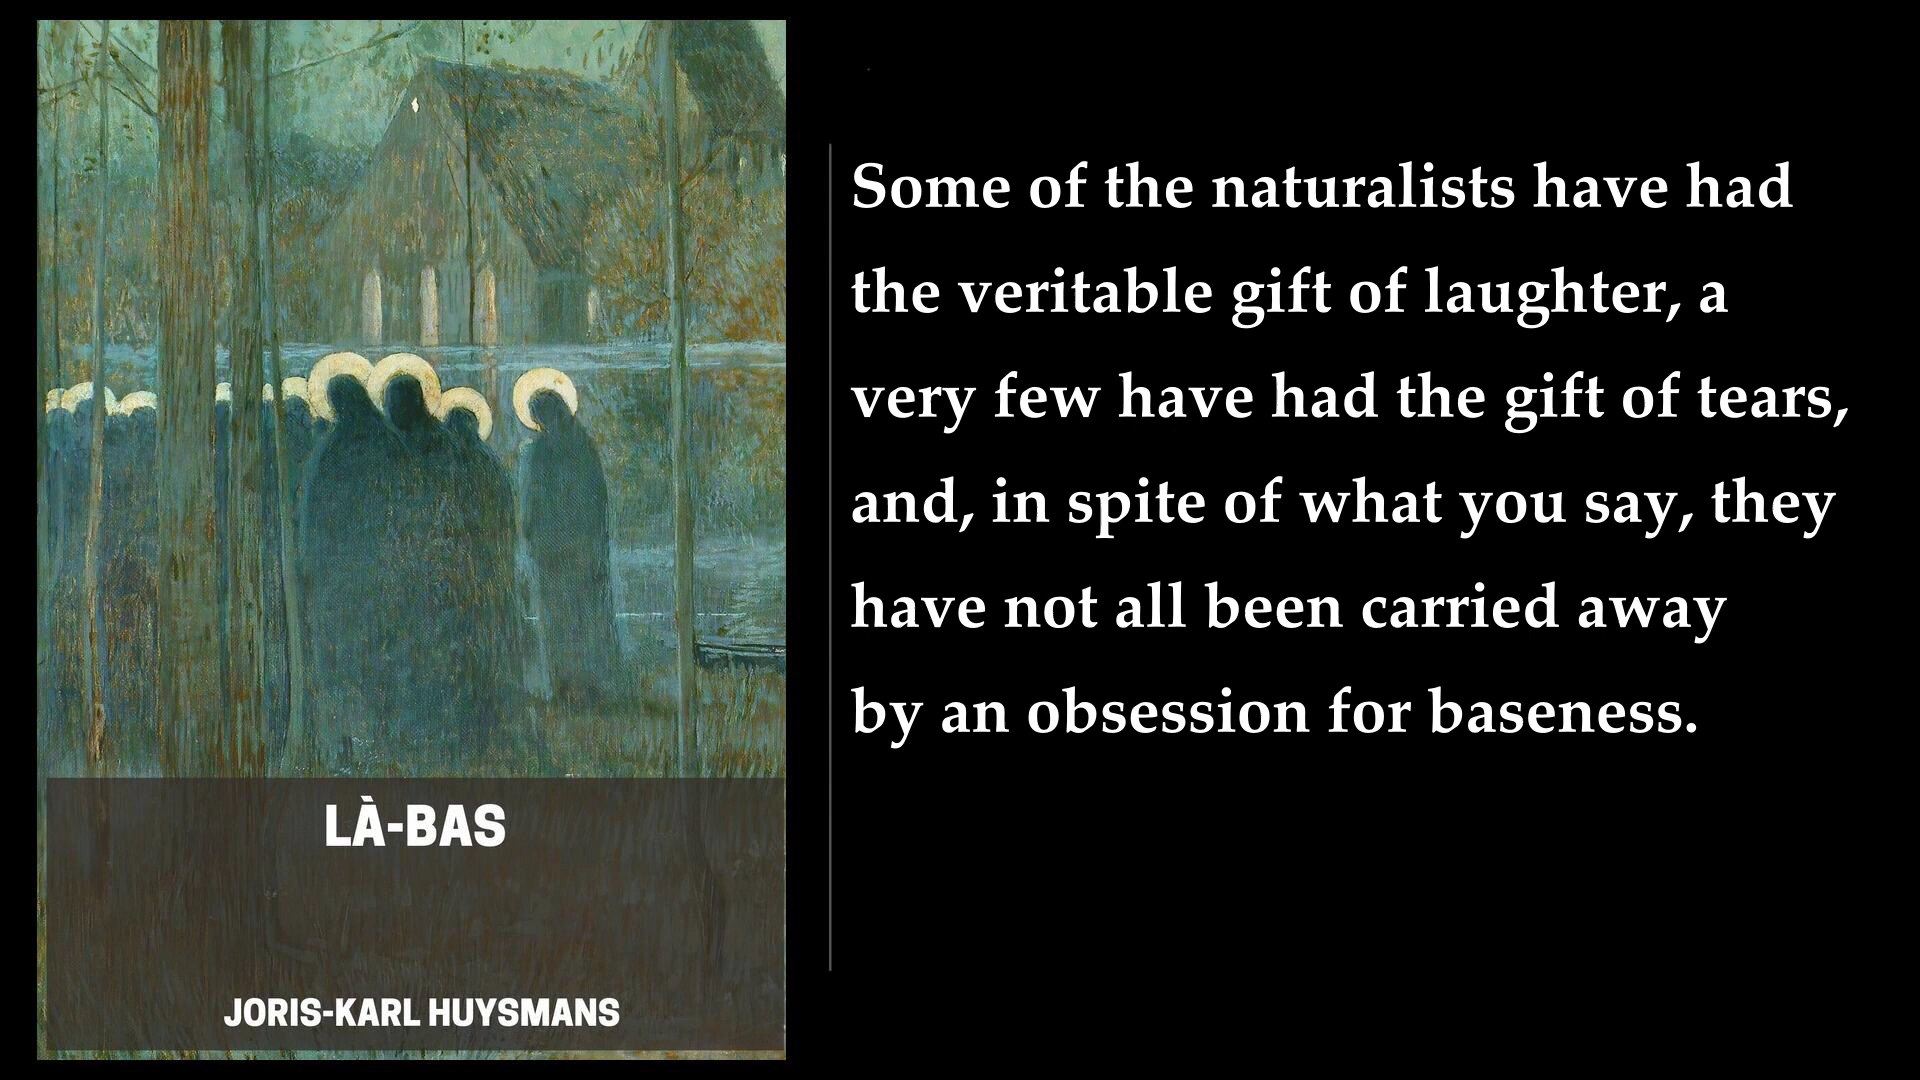 LÀ-BAS
JORIS-KARL HUYSMANS
Some of the naturalists have had
the veritable gift of laughter, a
very few have had the gift of tears,
and, in spite of what you say, they
have not all been carried away
by an obsession for baseness.